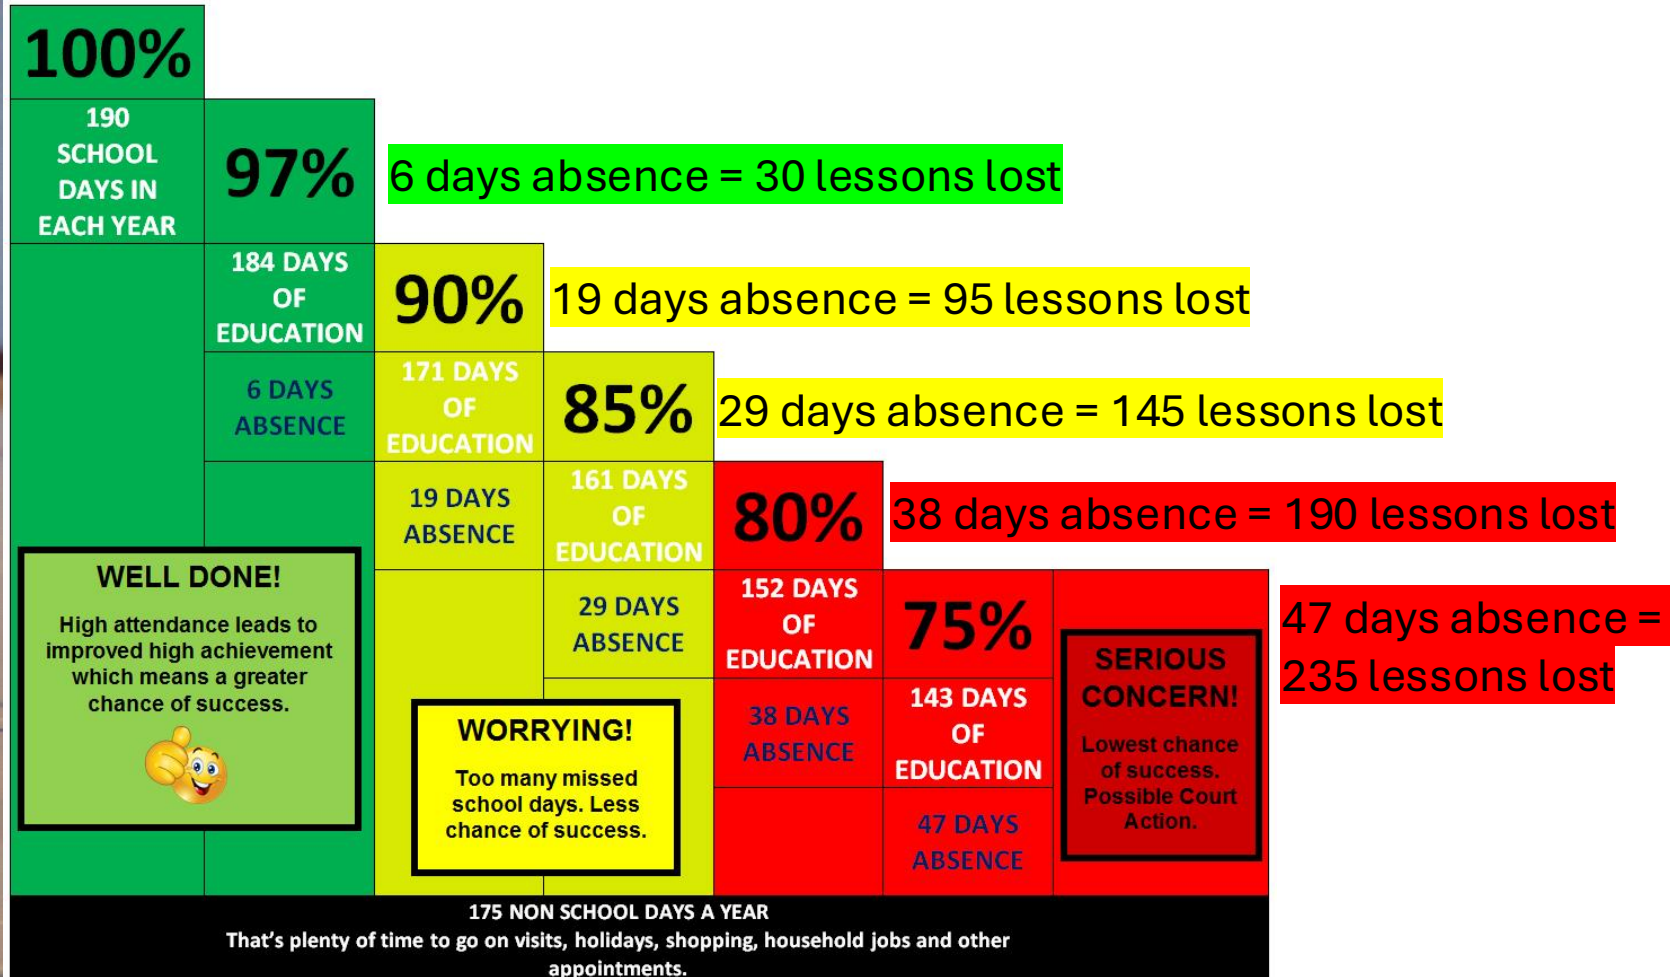 100%
190
SCHOOL
DAYS IN
EACH YEAR
97%
6 days absence = 30 lessons lost
184 DAYS
OF
EDUCATION
6 DAYS
ABSENCE
90%
19 days absence = 95 lessons lost
171 DAYS
OF
EDUCATION
19 DAYS
ABSENCE
85%
29 days absence = 145 lessons lost
161 DAYS
OF
EDUCATION
29 DAYS
ABSENCE
80%
38 days absence = 190 lessons lost
152 DAYS
OF
EDUCATION
38 DAYS
ABSENCE
75%
47 days absence =
235 lessons lost
143 DAYS
OF
EDUCATION
47 DAYS
ABSENCE
WELL DONE!
High attendance leads to
improved high achievement
which means a greater
chance of success.
WORRYING!
Too many missed
school days. Less
chance of success.
SERIOUS
CONCERN!
Lowest chance
of success.
Possible Court
Action.
175 NON SCHOOL DAYS A YEAR
That's plenty of time to go on visits, holidays, shopping, household jobs and other
appointments.